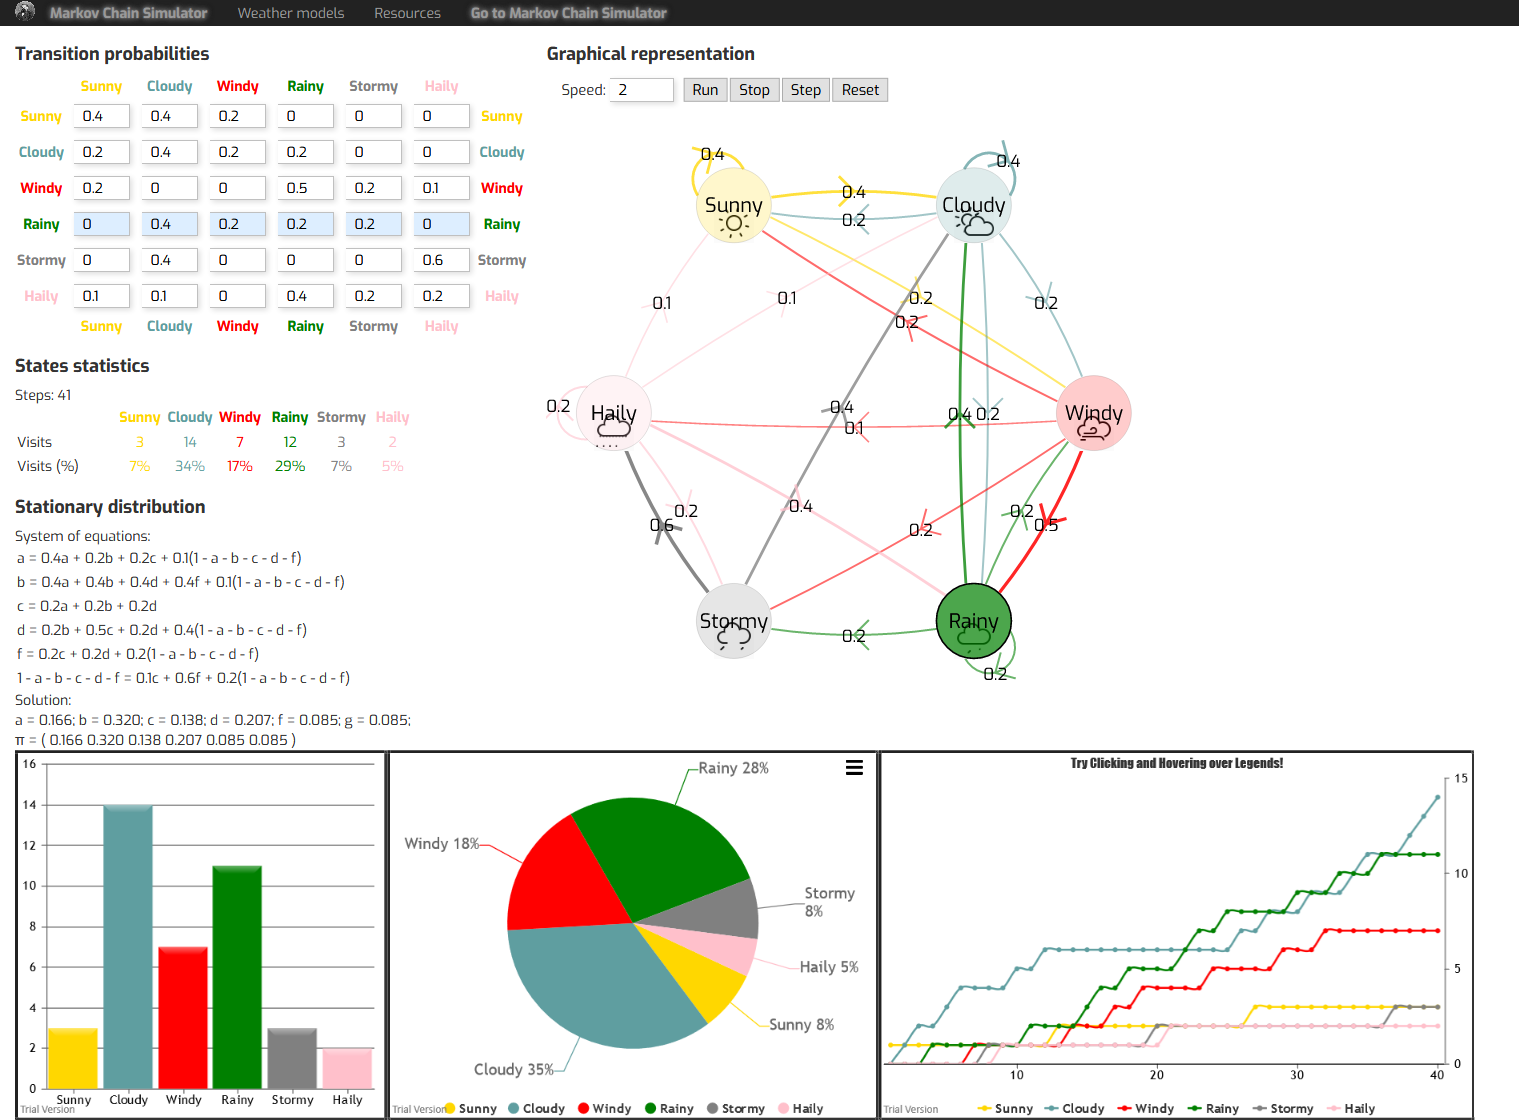 Markov Chain Simulator Weather models Resources Go to Markov Chain Simulator
Transition probabilities
Sunny Cloudy Windy Rainy Stormy Haily
Sunny 0.4 0.4 0.2 0 0 0 Sunny
Cloudy 0.2 0.4 0.2 0.2 0 0 Cloudy
Windy 0.2 0 0 0.5 0.2 0.1 Windy
Rainy 0 0.4 0.2 0.2 0.2 0 Rainy
Stormy 0 0.4 0 0 0 0.6 Stormy
Haily 0.1 0.1 0 0.4 0.2 0.2 Haily
Sunny Cloudy Windy Rainy Stormy Haily
States statistics
Steps: 41
Sunny Cloudy Windy Rainy Stormy Haily
Visits 3 14 7 12 3 2
Visits (%) 7% 34% 17% 29% 7% 5%
Stationary distribution
System of equations:
a = 0.4a + 0.2b + 0.2c + 0.1(1 - a - b - c - d - f)
b = 0.4a + 0.4b + 0.4d + 0.4f + 0.1(1 - a - b - c - d - f)
c = 0.2a + 0.2b + 0.2d
d = 0.2b + 0.5c + 0.2d + 0.4(1 - a - b - c - d - f)
f = 0.2c + 0.2d + 0.2(1 - a - b - c - d - f)
1 - a - b - c - d - f = 0.1c + 0.6f + 0.2(1 - a - b - c - d - f)
Solution:
a = 0.166; b = 0.320; c = 0.138; d = 0.207; f = 0.085; g = 0.085;
π = ( 0.166 0.320 0.138 0.207 0.085 0.085 )
Graphical representation
Speed: 2 Run Stop Step Reset
0.4 0.4
0.4
Sunny Cloudy
0.2
0.1 0.1 0.2 0.2
0.2
0.2 Haily 0.4 0.4 0.2 Windy
0.1
0.6 0.2 0.4 0.2 0.2 0.5
Stormy Rainy
0.2
0.2
16
14
12
10
8
6
4
2
0
Sunny Cloudy Windy Rainy Stormy Haily
Trial Version
Rainy 28%
Windy 18%
Stormy
8%
Haily 5%
Sunny 8%
Cloudy 35%
Trial Version Sunny Cloudy Windy Rainy Stormy Haily
Try Clicking and Hovering over Legends!
15
10
5
0
10 20 30 40
Trial Version Sunny Cloudy Windy Rainy Stormy Haily